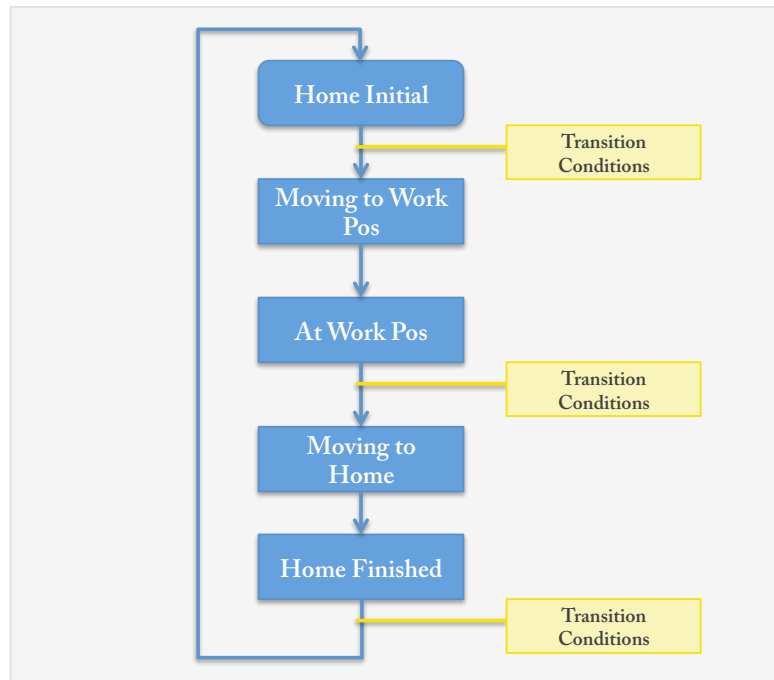 Home Initial
Transition
Conditions
Moving to Work
Pos
At Work Pos
Transition
Conditions
Moving to
Home
Home Finished
Transition
Conditions